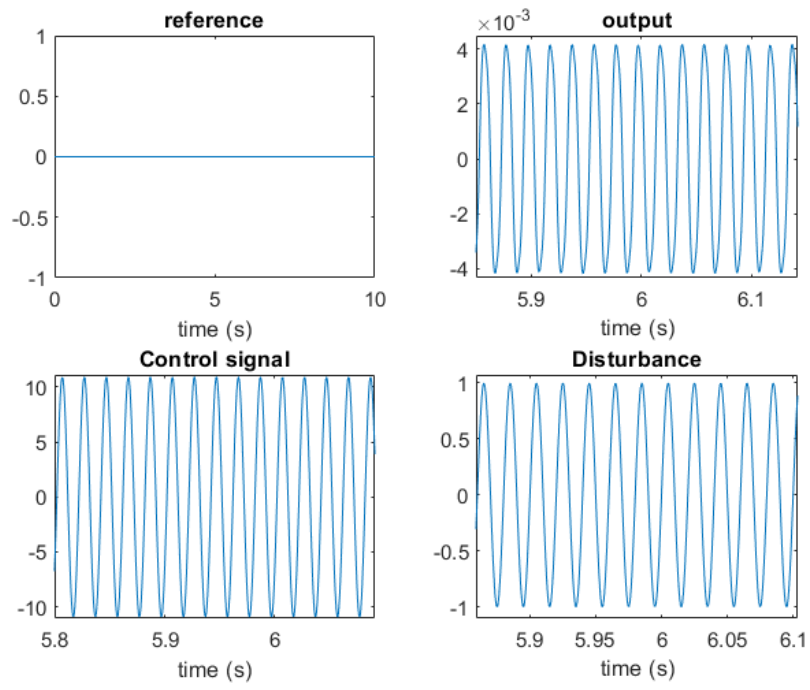 reference
1
0.5
0
-0.5
-1
0 5 10
time (s)
×10⁻³
output
4
2
0
-2
-4
5.9 6 6.1
time (s)
Control signal
10
5
0
-5
-10
5.8 5.9 6
time (s)
Disturbance
1
0.5
0
-0.5
-1
5.9 5.95 6 6.05 6.1
time (s)